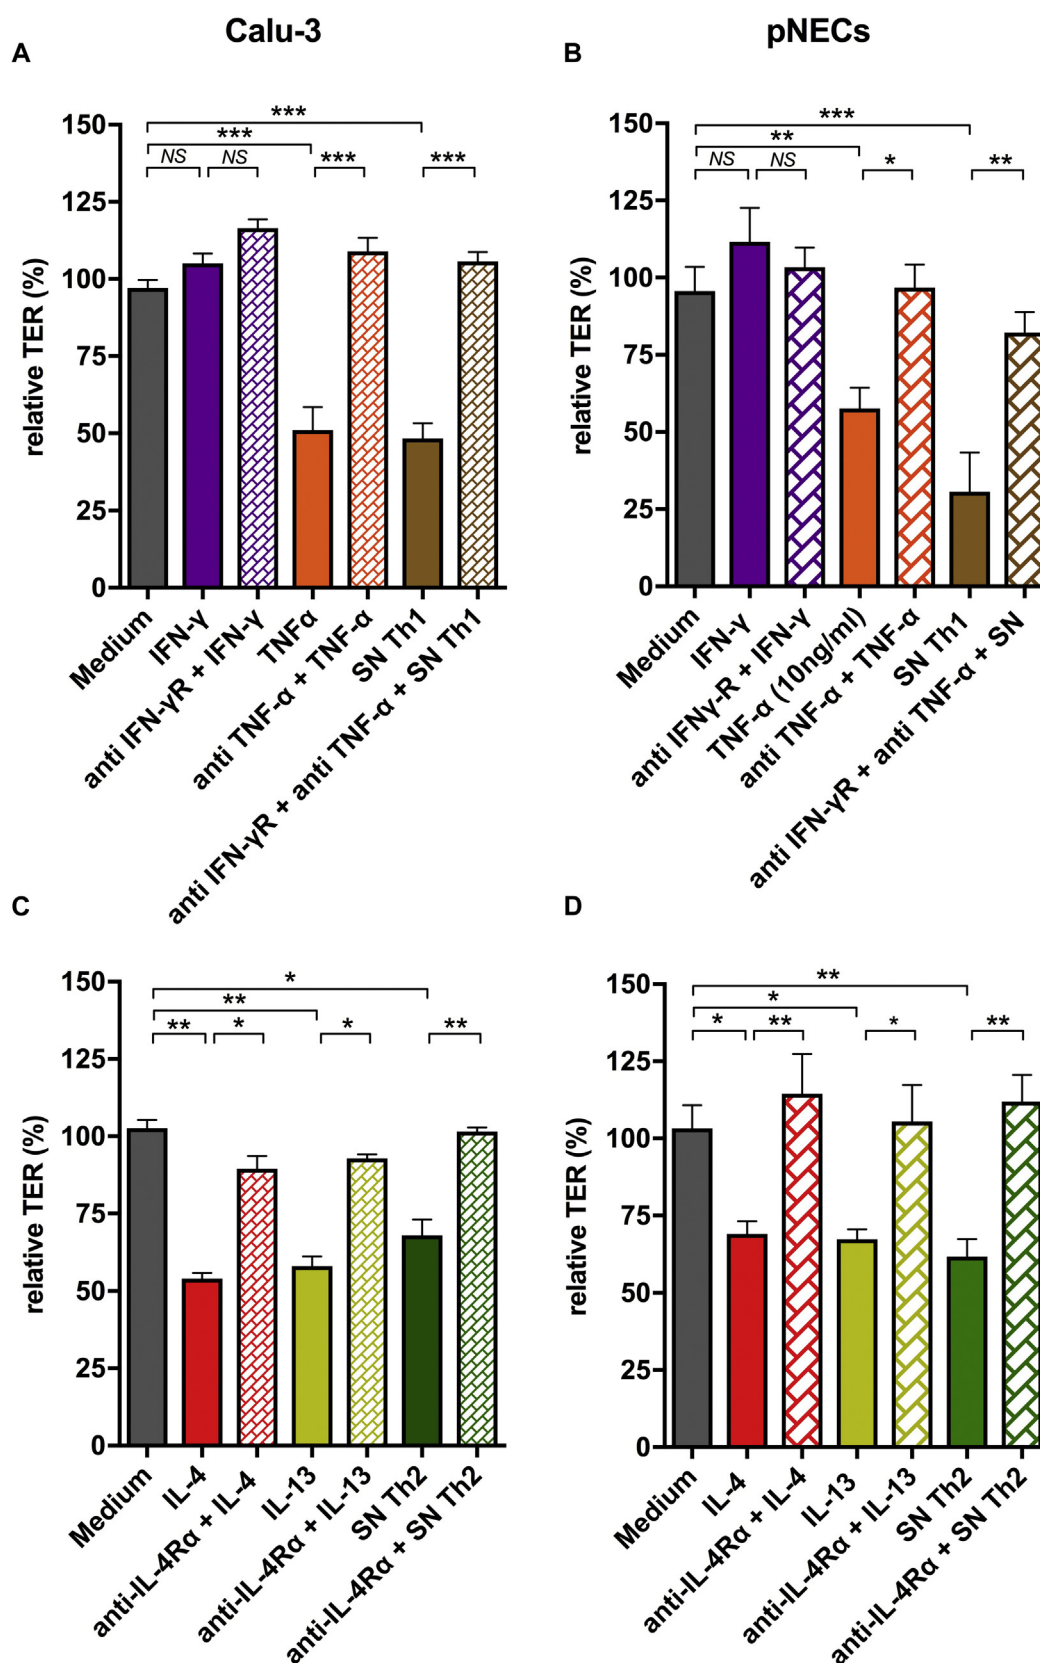 Calu-3
pNECs
A
B
***
***
NS
NS
***
***
relative TER (%)
150
125
100
75
50
25
0
Medium
IFN-γ
anti IFN-γR + IFN-γ
TNFα
anti TNF-α + TNF-α
SN Th1
anti IFN-γR + anti TNF-α + SN Th1
***
**
NS
NS
*
**
relative TER (%)
150
125
100
75
50
25
0
Medium
IFN-γ
anti IFNγ-R + IFN-γ
TNF-α (10ng/ml)
anti TNF-α + TNF-α
SN Th1
anti IFN-γR + anti TNF-α + SN
C
D
*
**
**
*
*
**
relative TER (%)
150
125
100
75
50
25
0
Medium
IL-4
anti-IL-4Rα + IL-4
IL-13
anti-IL-4Rα + IL-13
SN Th2
anti-IL-4Rα + SN Th2
**
*
*
**
*
**
relative TER (%)
150
125
100
75
50
25
0
Medium
IL-4
anti-IL-4Rα + IL-4
IL-13
anti-IL-4Rα + IL-13
SN Th2
anti-IL-4Rα + SN Th2